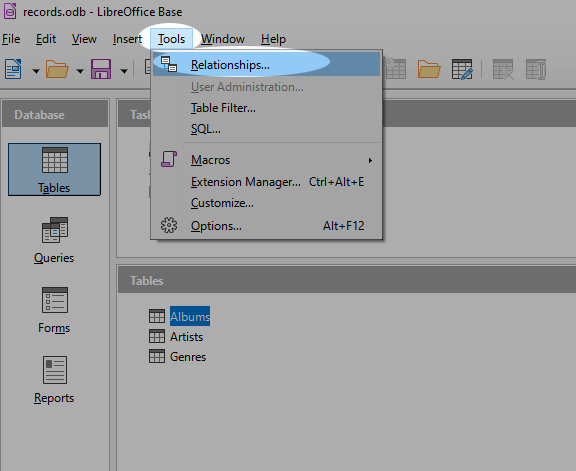 records.odb - LibreOffice Base
File Edit View Insert Tools Window Help
Relationships...
User Administration...
Table Filter...
SQL...
Macros
Extension Manager... Ctrl+Alt+E
Customize...
Options... Alt+F12
Database
Task
Tables
Queries
Forms
Reports
Tables
Albums
Artists
Genres